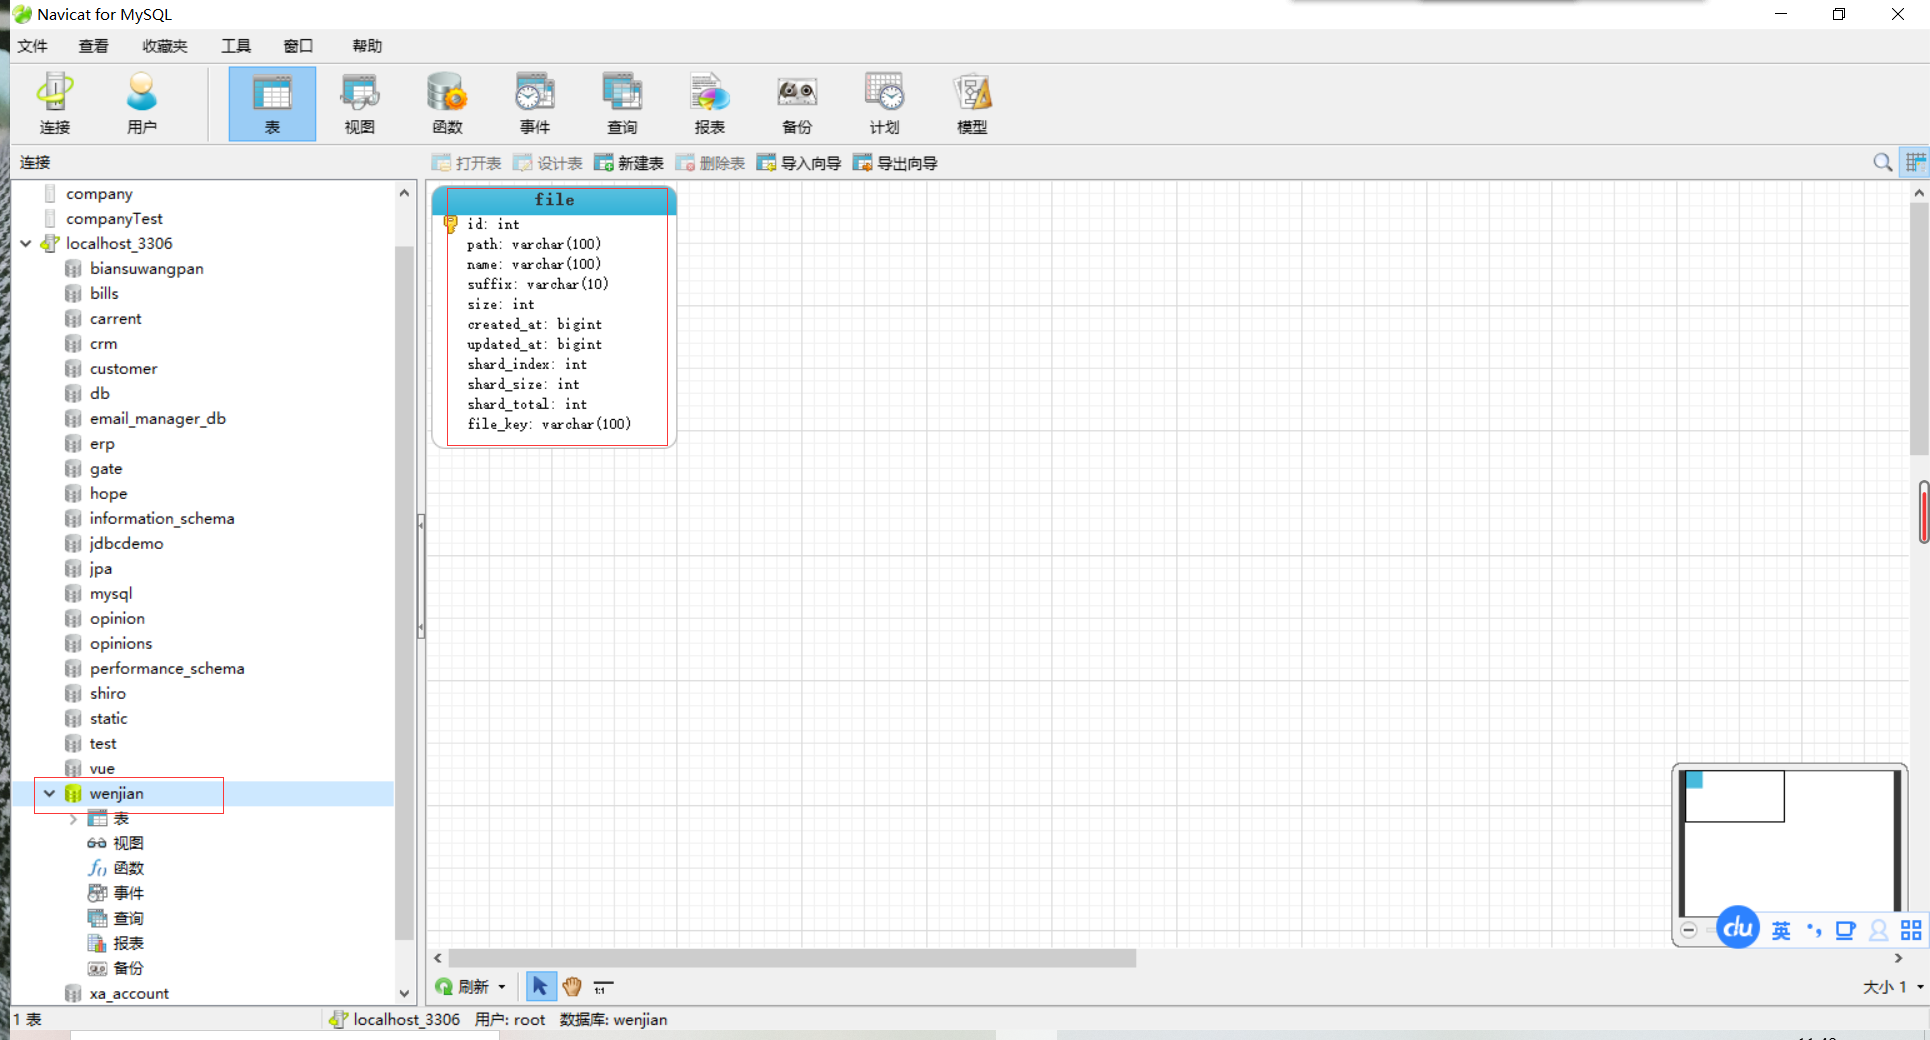 Navicat for MySQL
文件 查看 收藏夹 工具 窗口 帮助
连接 用户 表 视图 函数 事件 查询 报表 备份 计划 模型
连接
打开表 设计表 新建表 删除表 导入向导 导出向导
company
companyTest
localhost_3306
biansuwangpan
bills
carrent
crm
customer
db
email_manager_db
erp
gate
hope
information_schema
jdbcdemo
jpa
mysql
opinion
opinions
performance_schema
shiro
static
test
vue
wenjian
表
视图
函数
事件
查询
报表
备份
xa_account
file
id: int
path: varchar(100)
name: varchar(100)
suffix: varchar(10)
size: int
created_at: bigint
updated_at: bigint
shard_index: int
shard_size: int
shard_total: int
file_key: varchar(100)
du 英
刷新 1:1 大小 1
1 表 localhost_3306 用户: root 数据库: wenjian